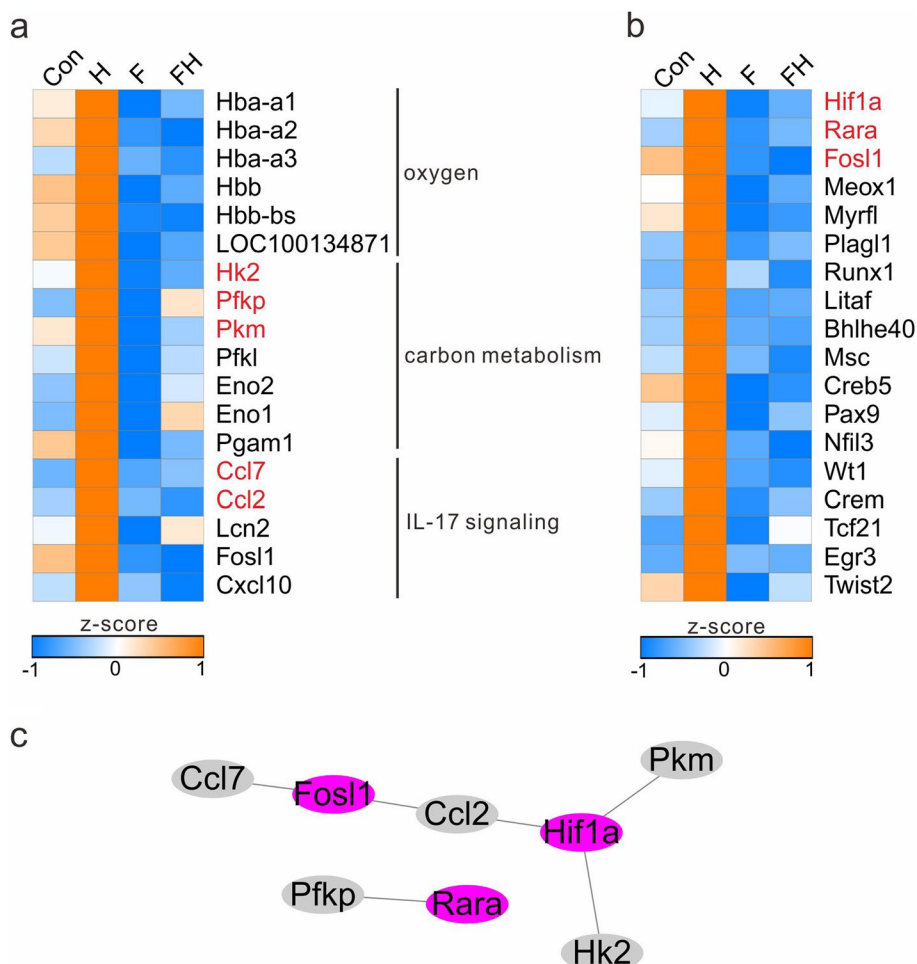 a
Con H F FH
Hba-a1
Hba-a2
Hba-a3
Hbb
Hbb-bs
LOC100134871
oxygen
Hk2
Pfkp
Pkm
Pfkl
Eno2
Eno1
Pgam1
carbon metabolism
Ccl7
Ccl2
Lcn2
Fosl1
Cxcl10
IL-17 signaling
z-score
-1 0 1
b
Con H F FH
Hif1a
Rara
Fosl1
Meox1
Myrfl
Plagl1
Runx1
Litaf
Bhlhe40
Msc
Creb5
Pax9
Nfil3
Wt1
Crem
Tcf21
Egr3
Twist2
z-score
-1 0 1
c
Ccl7
Fosl1
Ccl2
Hif1a
Pkm
Pfkp
Rara
Hk2